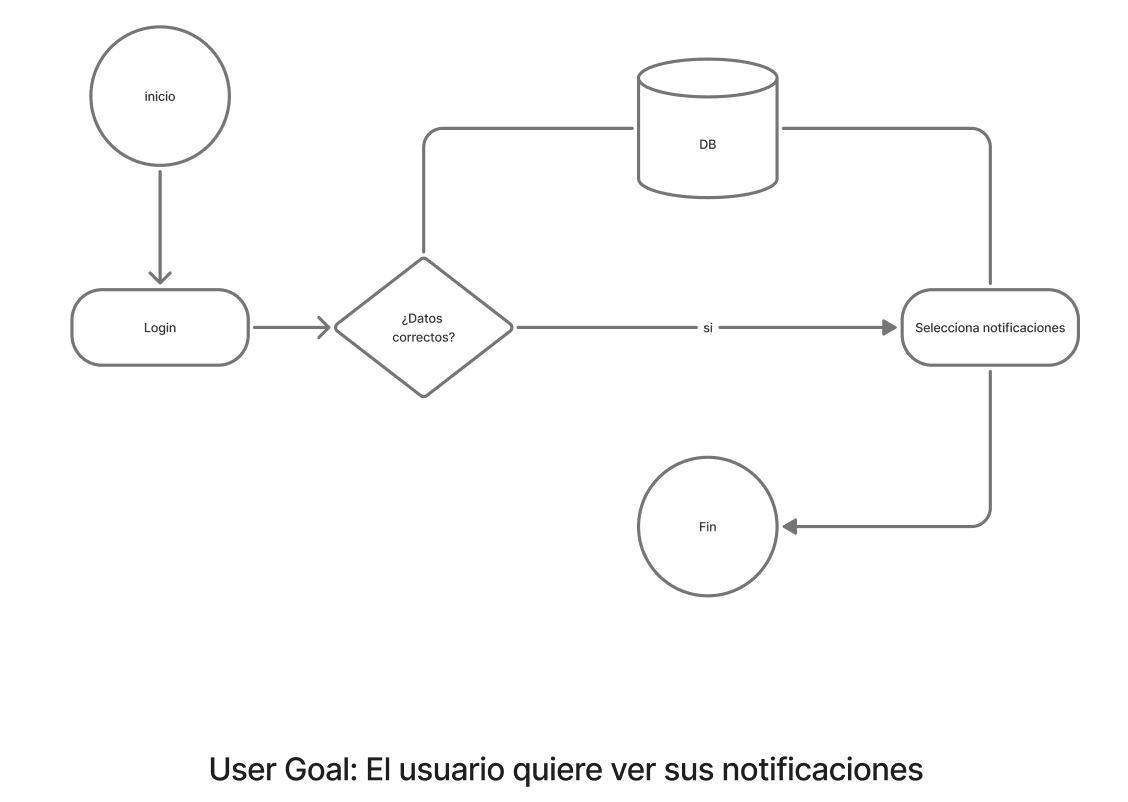 inicio
DB
Login
¿Datos
correctos?
si
Selecciona notificaciones
Fin
User Goal: El usuario quiere ver sus notificaciones